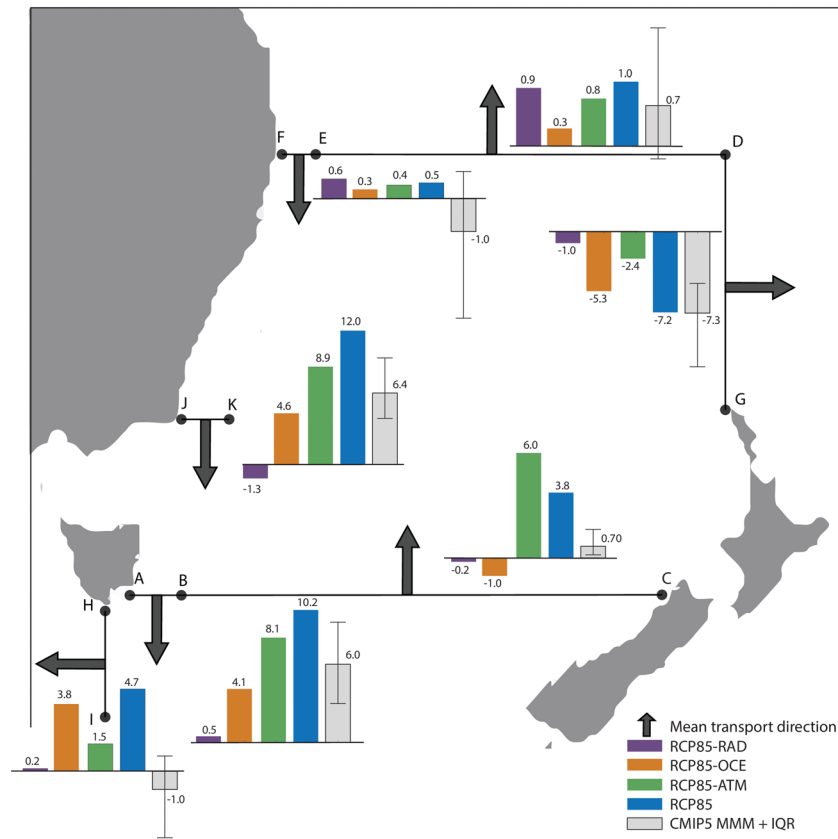 0.9
0.3
0.8
1.0
0.7
F
E
D
0.6
0.3
0.4
0.5
-1.0
-1.0
-5.3
-2.4
-7.2
-7.3
J
K
-1.3
4.6
8.9
12.0
6.4
G
-0.2
-1.0
6.0
3.8
0.70
A
B
C
H
I
0.5
4.1
8.1
10.2
6.0
0.2
3.8
1.5
4.7
-1.0
Mean transport direction
RCP85-RAD
RCP85-OCE
RCP85-ATM
RCP85
CMIP5 MMM + IQR